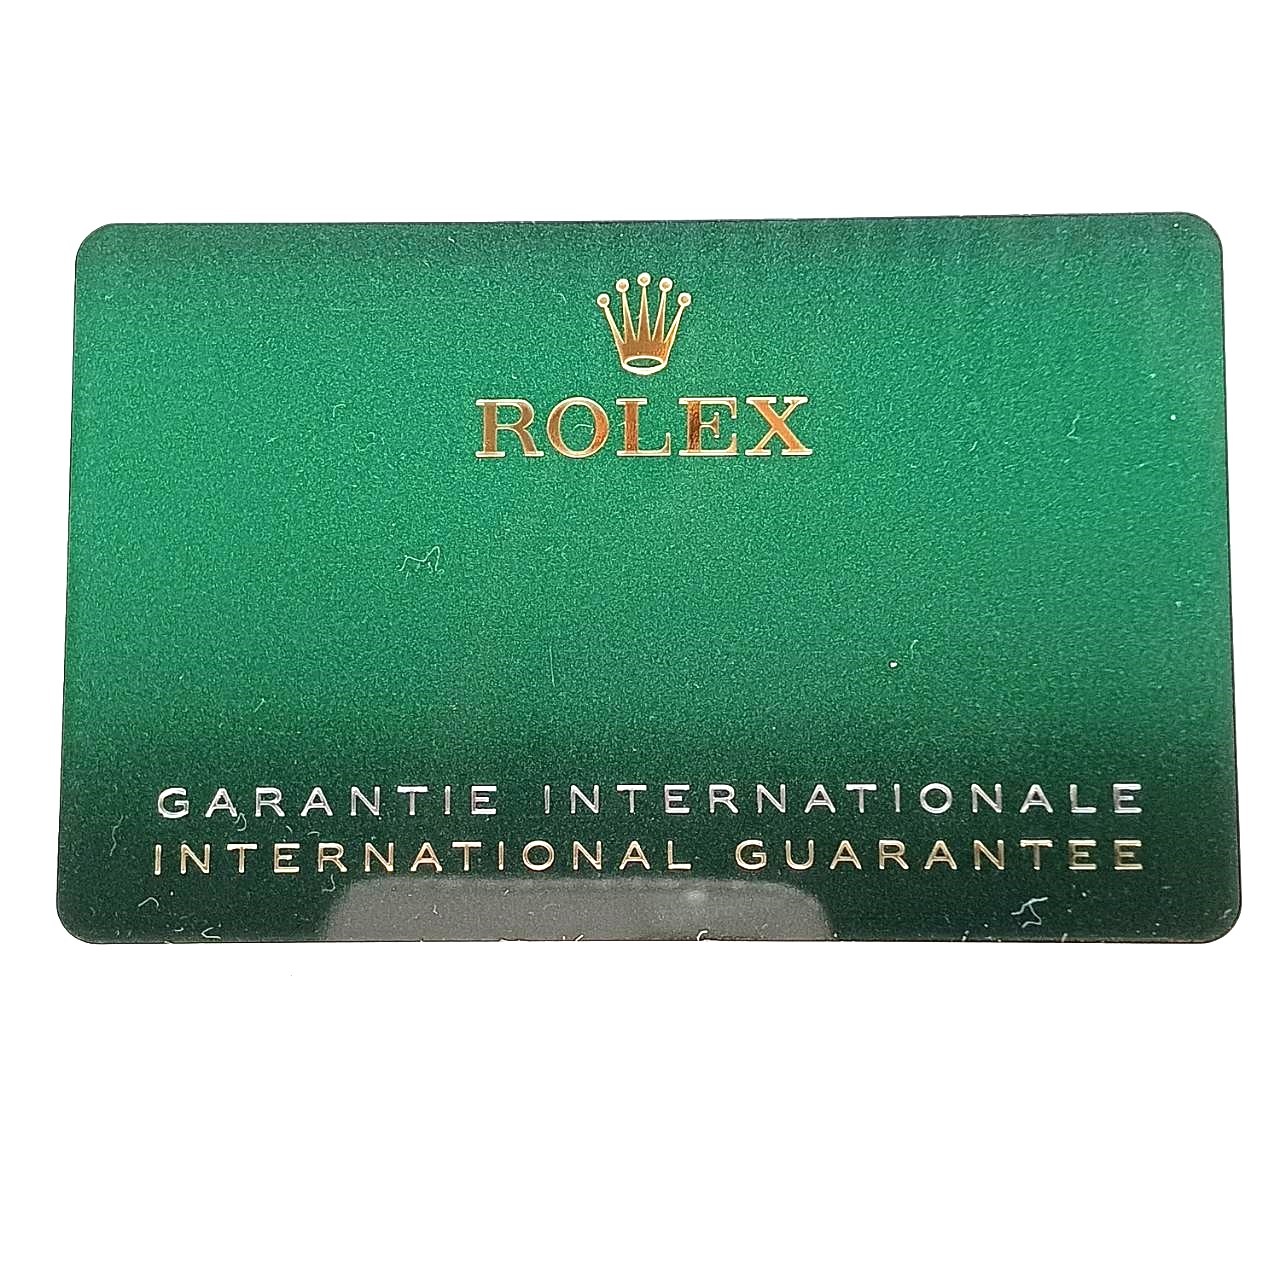 ROLEX
GARANTIE INTERNATIONALE
INTERNATIONAL GUARANTEE